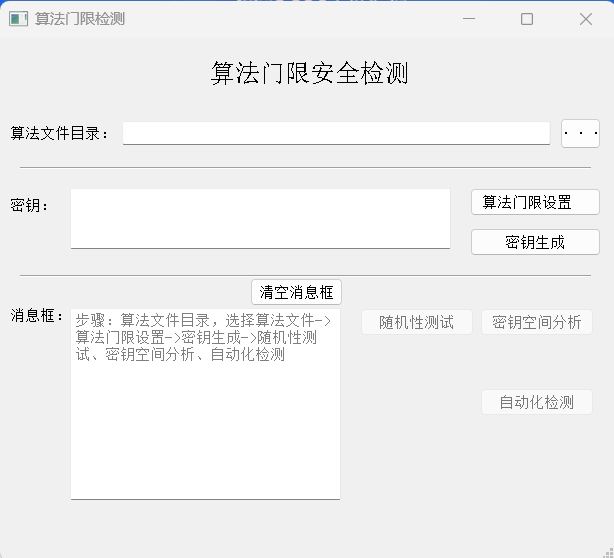 算法门限检测
算法门限安全检测
算法文件目录：
...
密钥：
算法门限设置
密钥生成
清空消息框
消息框：
步骤：算法文件目录，选择算法文件->
算法门限设置->密钥生成->随机性测
试、密钥空间分析、自动化检测
随机性测试
密钥空间分析
自动化检测